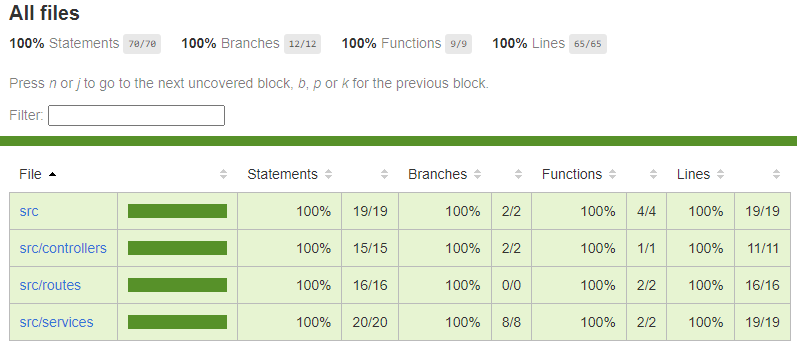 All files
100% Statements 70/70 100% Branches 12/12 100% Functions 9/9 100% Lines 65/65
Press n or j to go to the next uncovered block, b, p or k for the previous block.
Filter:
File Statements Branches Functions Lines
src 100% 19/19 100% 2/2 100% 4/4 100% 19/19
src/controllers 100% 15/15 100% 2/2 100% 1/1 100% 11/11
src/routes 100% 16/16 100% 0/0 100% 2/2 100% 16/16
src/services 100% 20/20 100% 8/8 100% 2/2 100% 19/19